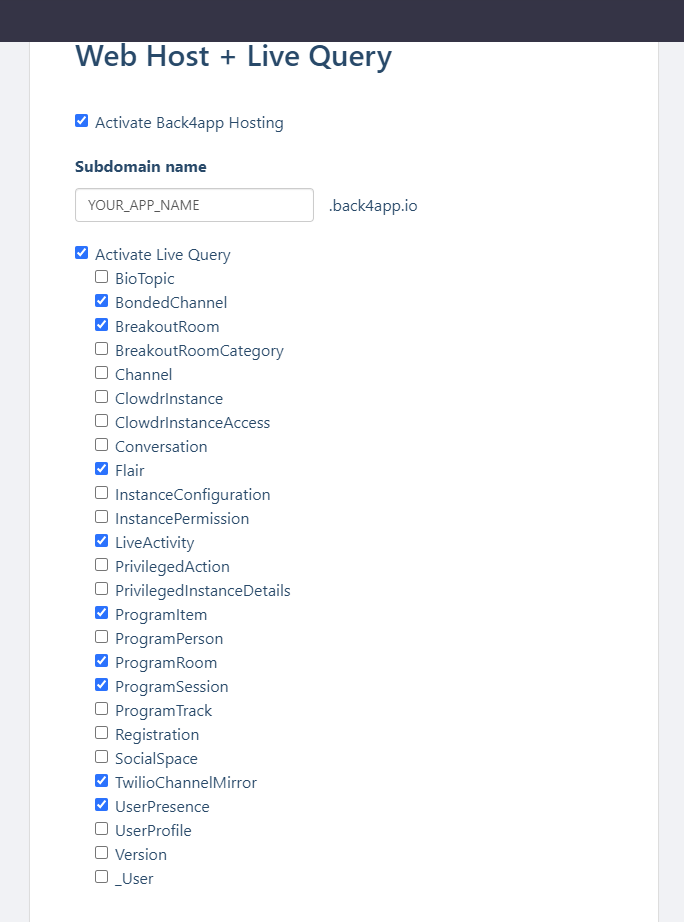 Web Host + Live Query
Activate Back4app Hosting
Subdomain name
YOUR_APP_NAME .back4app.io
Activate Live Query
BioTopic
BondedChannel
BreakoutRoom
BreakoutRoomCategory
Channel
ClowdrInstance
ClowdrInstanceAccess
Conversation
Flair
InstanceConfiguration
InstancePermission
LiveActivity
PrivilegedAction
PrivilegedInstanceDetails
ProgramItem
ProgramPerson
ProgramRoom
ProgramSession
ProgramTrack
Registration
SocialSpace
TwilioChannelMirror
UserPresence
UserProfile
Version
_User